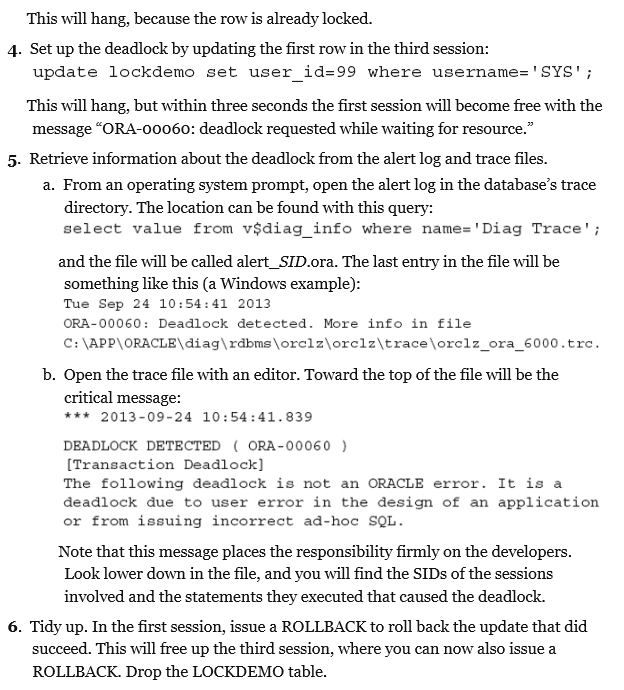 This will hang, because the row is already locked.
4. Set up the deadlock by updating the first row in the third session:
update lockdemo set user_id=99 where username='SYS';
This will hang, but within three seconds the first session will become free with the
message “ORA-00060: deadlock requested while waiting for resource.”
5. Retrieve information about the deadlock from the alert log and trace files.
a. From an operating system prompt, open the alert log in the database’s trace
directory. The location can be found with this query:
select value from v$diag_info where name='Diag Trace';
and the file will be called alert_SID.ora. The last entry in the file will be
something like this (a Windows example):
Tue Sep 24 10:54:41 2013
ORA-00060: Deadlock detected. More info in file
C:\APP\ORACLE\diag\rdbms\orclz\orclz\trace\orclz_ora_6000.trc.
b. Open the trace file with an editor. Toward the top of the file will be the
critical message:
*** 2013-09-24 10:54:41.839
DEADLOCK DETECTED ( ORA-00060 )
[Transaction Deadlock]
The following deadlock is not an ORACLE error. It is a
deadlock due to user error in the design of an application
or from issuing incorrect ad-hoc SQL.
Note that this message places the responsibility firmly on the developers.
Look lower down in the file, and you will find the SIDs of the sessions
involved and the statements they executed that caused the deadlock.
6. Tidy up. In the first session, issue a ROLLBACK to roll back the update that did
succeed. This will free up the third session, where you can now also issue a
ROLLBACK. Drop the LOCKDEMO table.